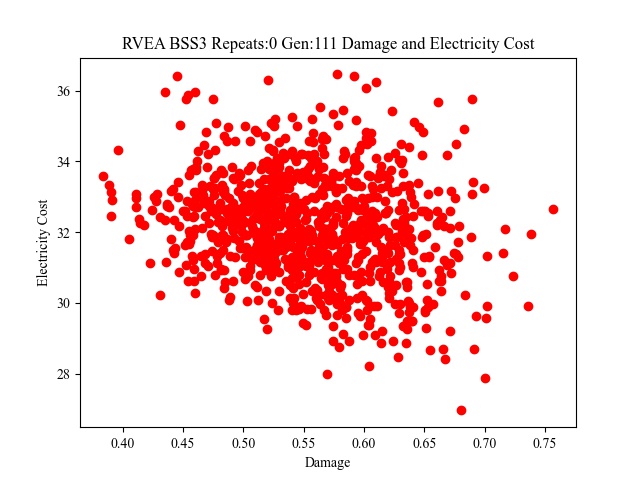 RVEA BSS3 Repeats:0 Gen:111 Damage and Electricity Cost
36
34
32
30
28
Electricity Cost
0.40 0.45 0.50 0.55 0.60 0.65 0.70 0.75
Damage